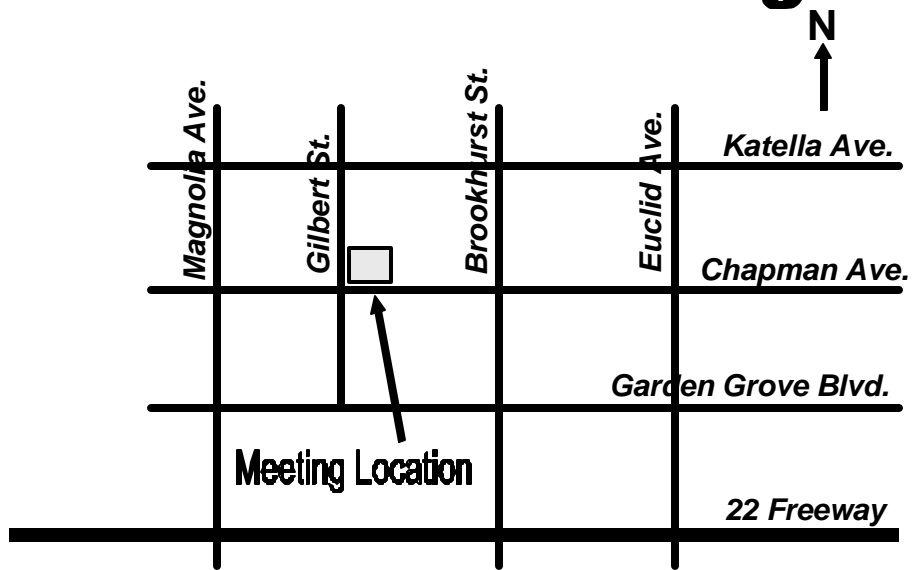 N
Magnolia Ave.
Gilbert St.
Brookhurst St.
Euclid Ave.
Katella Ave.
Chapman Ave.
Garden Grove Blvd.
Meeting Location
22 Freeway